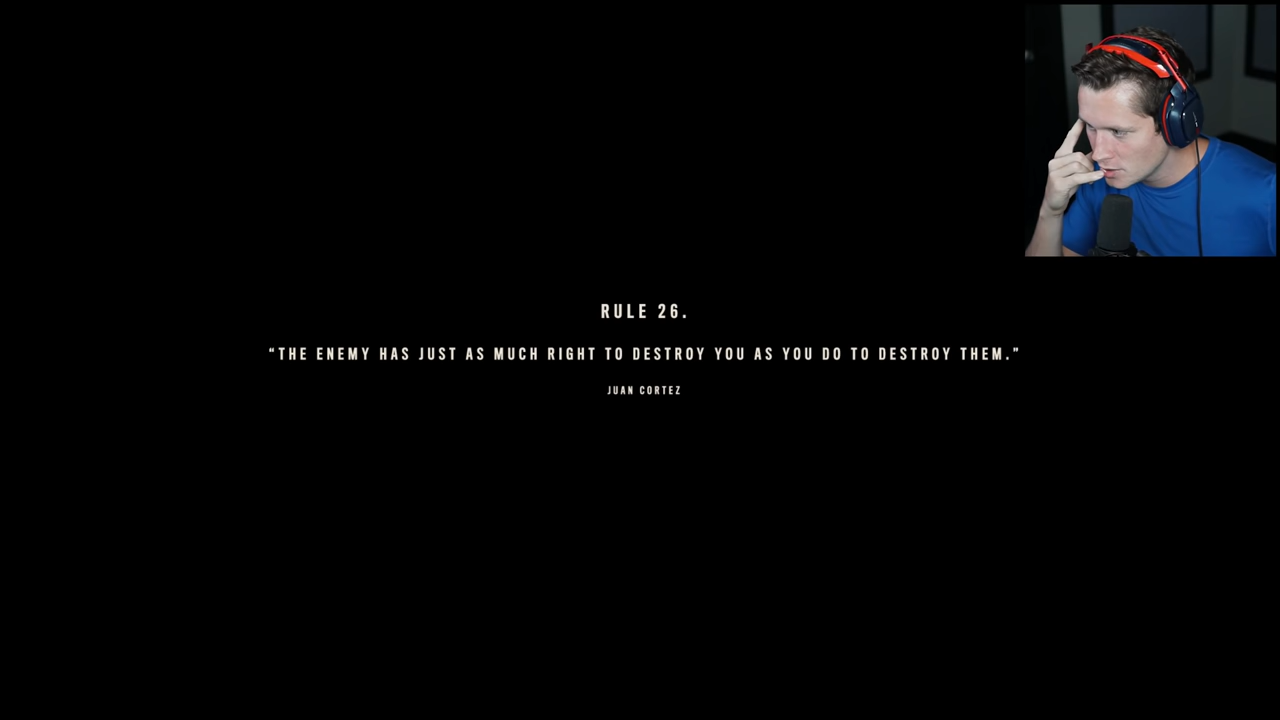 RULE 26.
“THE ENEMY HAS JUST AS MUCH RIGHT TO DESTROY YOU AS YOU DO TO DESTROY THEM.”
JUAN CORTEZ